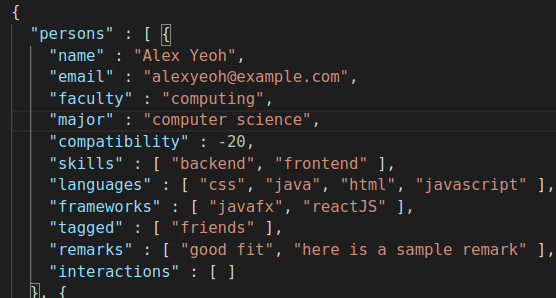 {
"persons" : [ {
"name" : "Alex Yeoh",
"email" : "alexyeoh@example.com",
"faculty" : "computing",
"major" : "computer science",
"compatibility" : -20,
"skills" : [ "backend", "frontend" ],
"languages" : [ "css", "java", "html", "javascript" ],
"frameworks" : [ "javafx", "reactJS" ],
"tagged" : [ "friends" ],
"remarks" : [ "good fit", "here is a sample remark" ],
"interactions" : [ ]
}, {